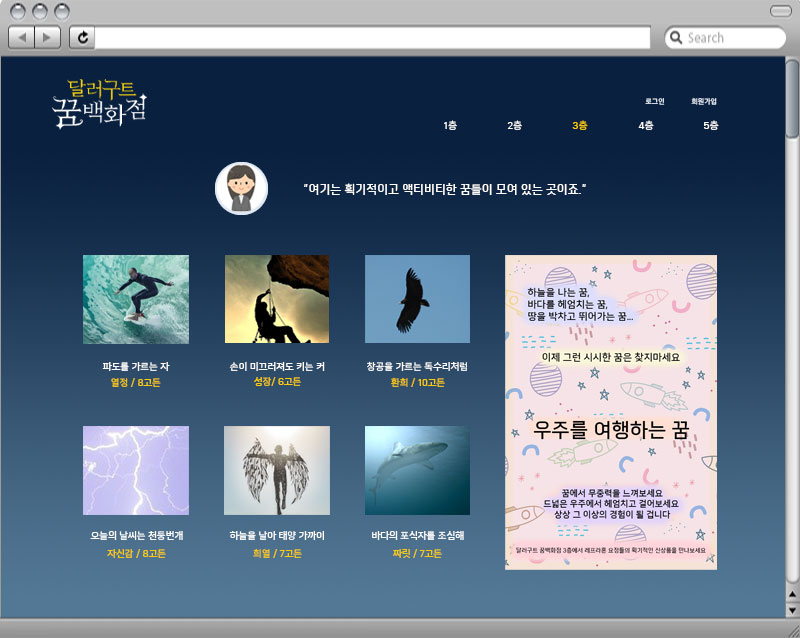 Search
달러구트
꿈백화점
로그인 회원가입
1층 2층 3층 4층 5층
“여기는 획기적이고 액티비티한 꿈들이 모여 있는 곳이죠.”
파도를 가르는 자
열정 / 8고든
손이 미끄러져도 키는 커
성장/ 6고든
창공을 가르는 독수리처럼
환희 / 10고든
오늘의 날씨는 천둥번개
자신감 / 8고든
하늘을 날아 태양 가까이
희열 / 7고든
바다의 포식자를 조심해
짜릿 / 7고든
하늘을 나는 꿈,
바다를 헤엄치는 꿈,
땅을 박차고 뛰어가는 꿈...
이제 그런 시시한 꿈은 찾지마세요
우주를 여행하는 꿈
꿈에서 무중력을 느껴보세요
드넓은 우주에서 헤엄치고 걸어보세요
상상 그 이상의 경험이 될 겁니다
달러구트 꿈백화점 3층에서 레프라혼 요정들의 획기적인 신상품을 만나보세요